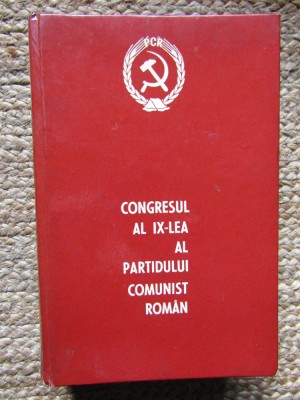 PCR
CONGRESUL
AL IX-LEA
AL
PARTIDULUI
COMUNIST
ROMÂN